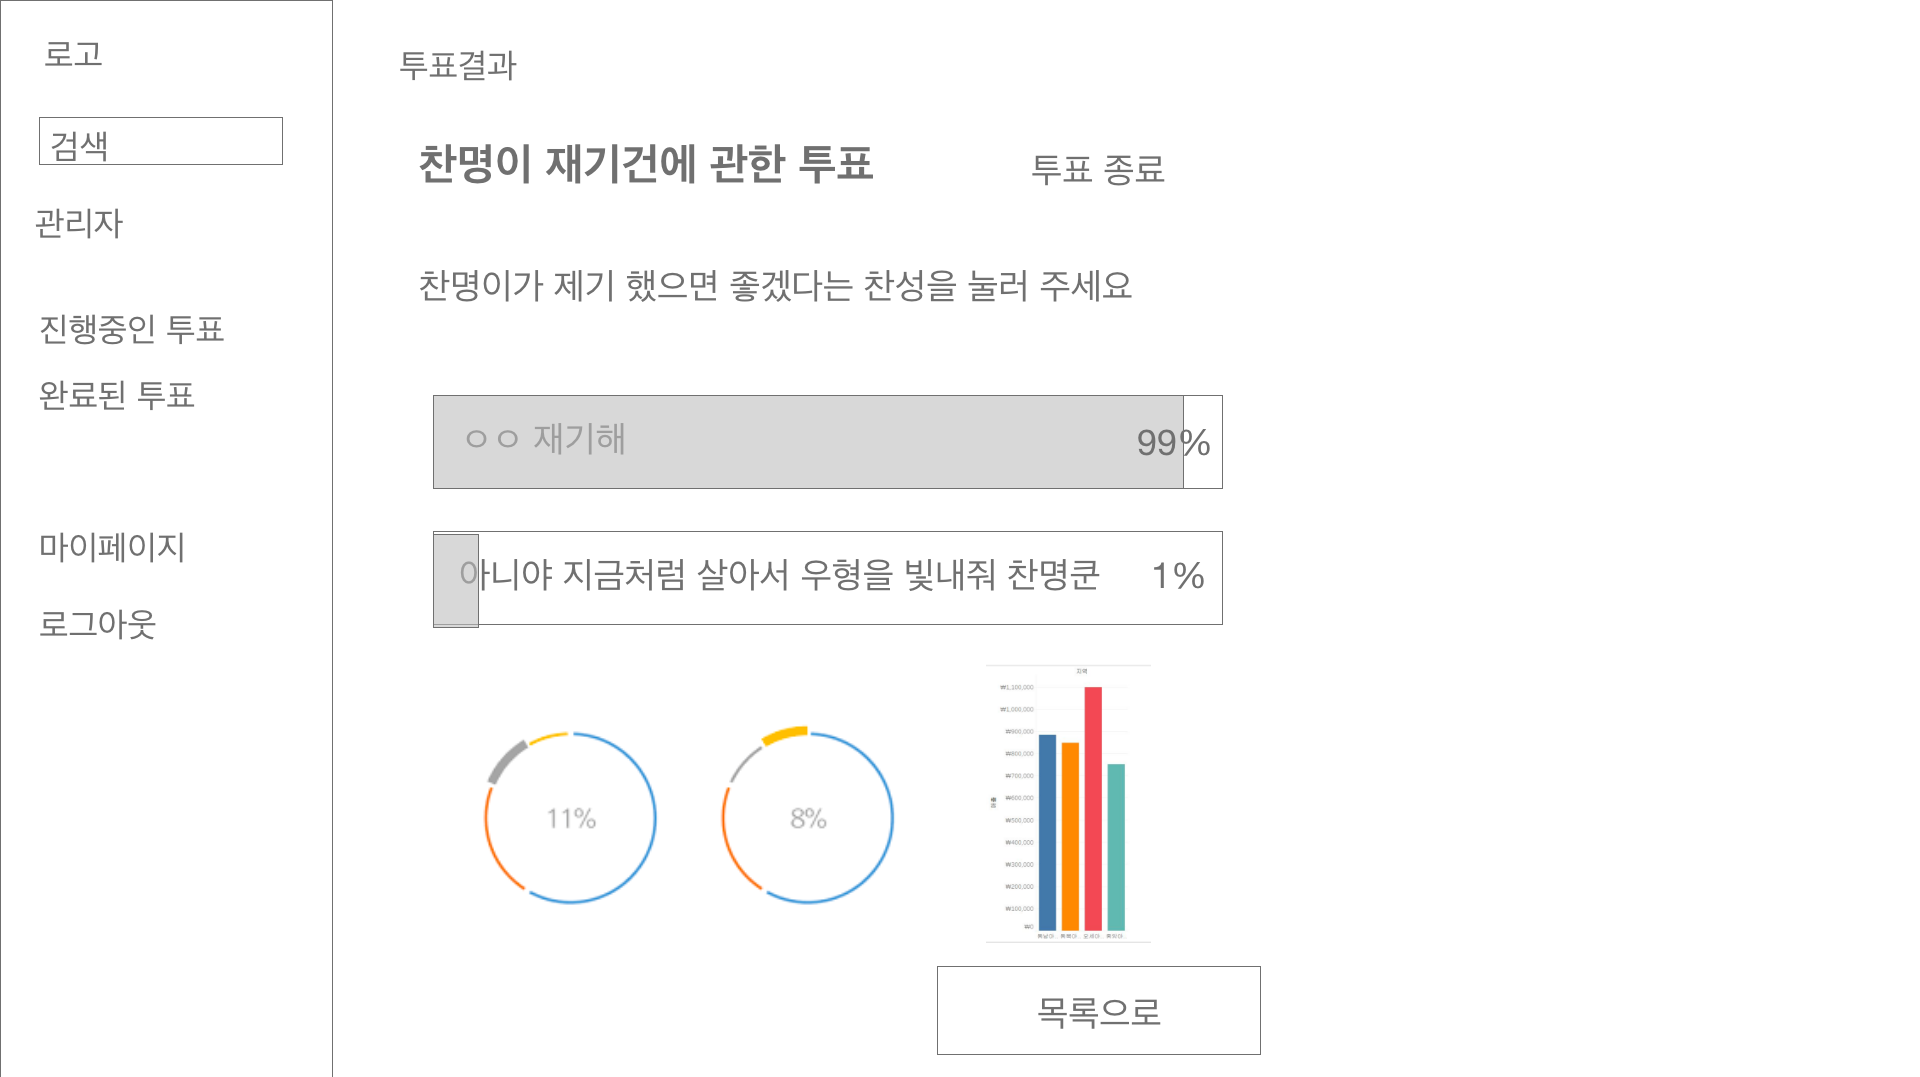 로고
검색
관리자
진행중인 투표
완료된 투표
마이페이지
로그아웃
투표결과
찬명이 재기건에 관한 투표
투표 종료
찬명이가 제기 했으면 좋겠다는 찬성을 눌러 주세요
ㅇㅇ 재기해
99%
아니야 지금처럼 살아서 우형을 빛내줘 찬명쿤
1%
11%
8%
지역
₩1,100,000
₩1,000,000
₩900,000
₩800,000
₩700,000
₩600,000
₩500,000
₩400,000
₩300,000
₩200,000
₩100,000
₩0
목록으로